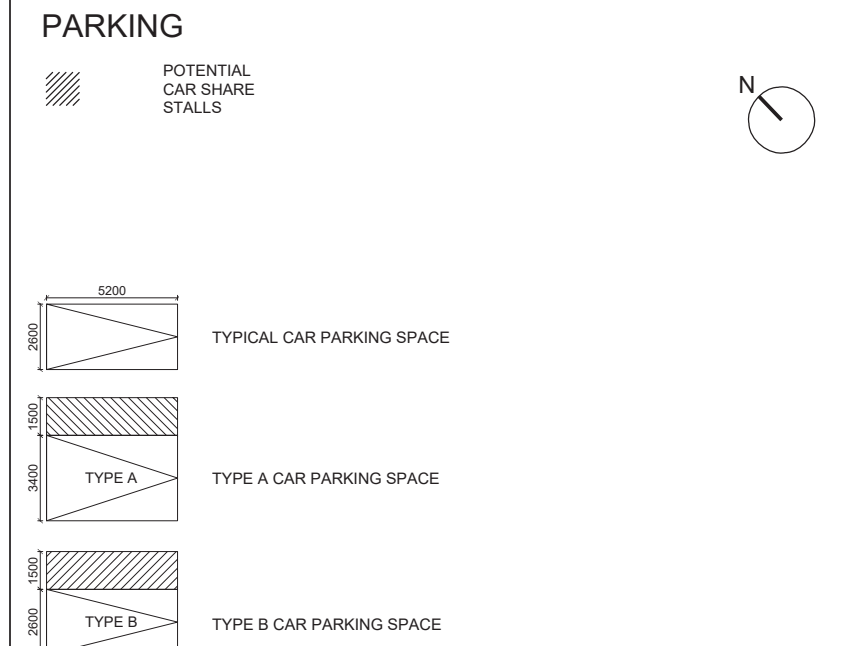 PARKING
POTENTIAL
CAR SHARE
STALLS
N
5200
2600
TYPICAL CAR PARKING SPACE
1500
3400
TYPE A
TYPE A CAR PARKING SPACE
1500
2600
TYPE B
TYPE B CAR PARKING SPACE